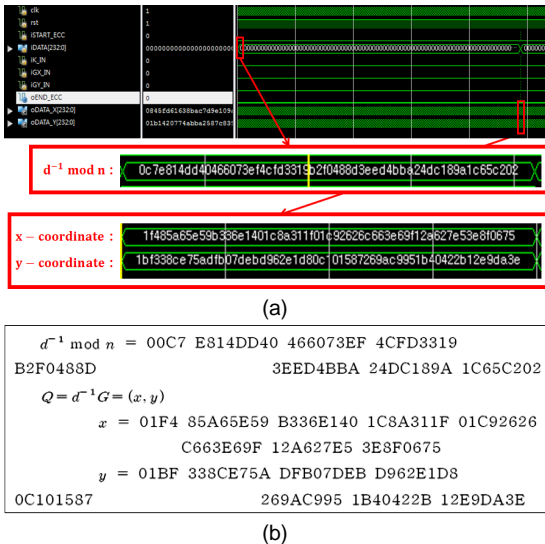 clk 1
rst 1
iSTART_ECC 0
iDATA[232:0]
iK_IN 0
iGX_IN 0
iGY_IN 0
oEND_ECC 0
oDATA_X[232:0]
oDATA_Y[232:0]
d⁻¹ mod n : 0c7e814dd40466073ef4cfd3319b2f0488d3eed4bba24dc189a1c65c202
x − coordinate : 1f485a65e59b336e1401c8a311f01c92626c663e69f12a627e53e8f0675
y − coordinate : 1bf338ce75adfb07debd962e1d80c101587269ac9951b40422b12e9da3e
(a)
d⁻¹ mod n = 00C7 E814DD40 466073EF 4CFD3319
B2F0488D 3EED4BBA 24DC189A 1C65C202
Q = d⁻¹G = (x, y)
x = 01F4 85A65E59 B336E140 1C8A311F 01C92626
C663E69F 12A627E5 3E8F0675
y = 01BF 338CE75A DFB07DEB D962E1D8
0C101587 269AC995 1B40422B 12E9DA3E
(b)